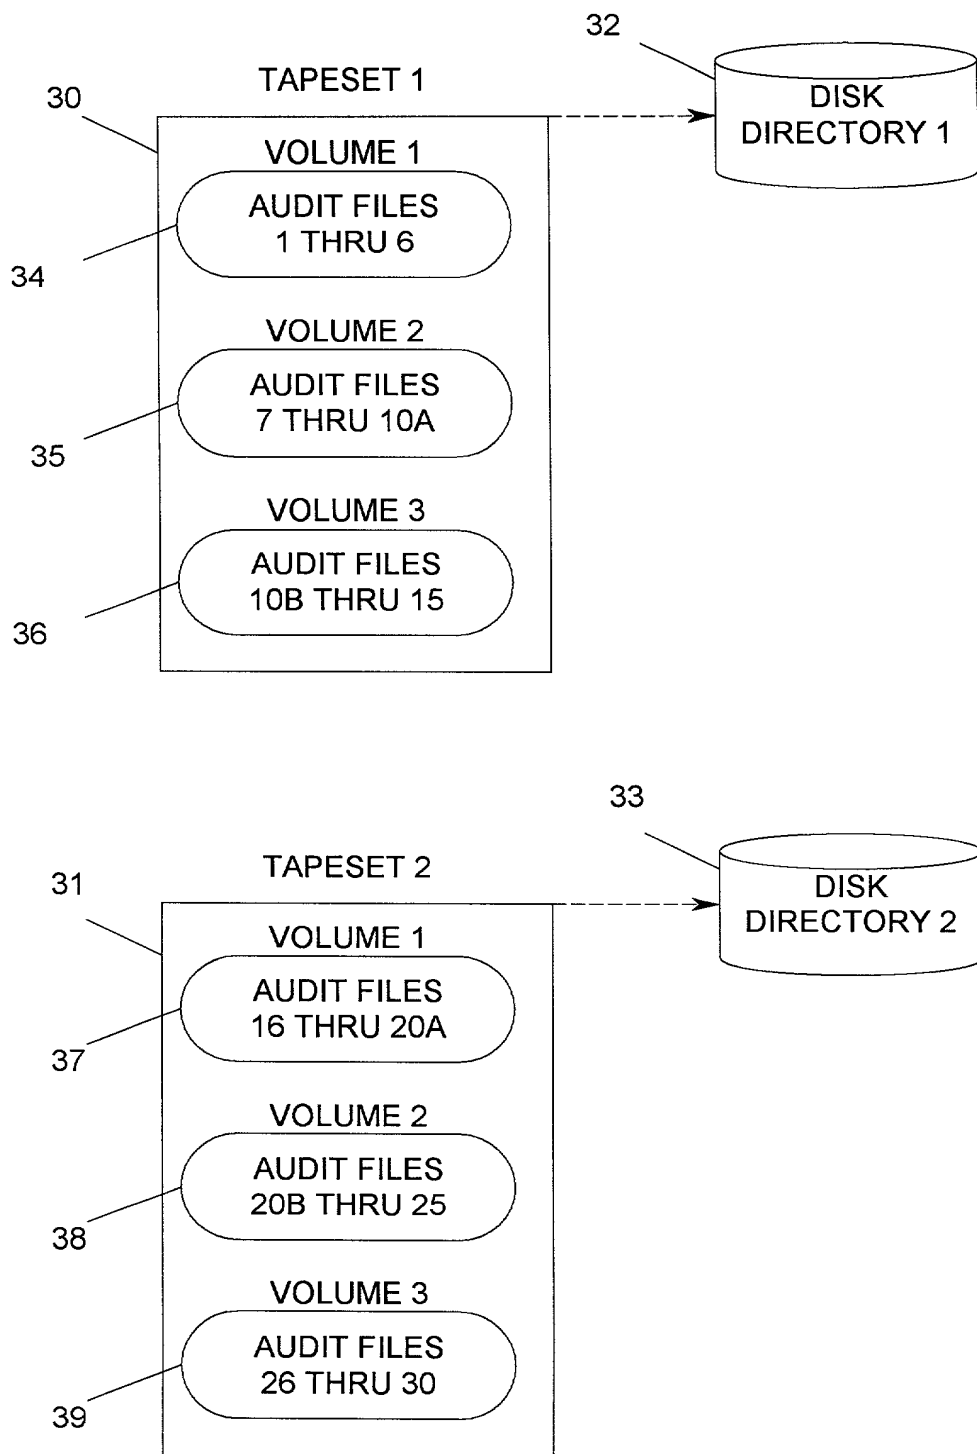 32
TAPESET 1
30
DISK
DIRECTORY 1
VOLUME 1
AUDIT FILES
1 THRU 6
34
VOLUME 2
AUDIT FILES
7 THRU 10A
35
VOLUME 3
AUDIT FILES
10B THRU 15
36
33
TAPESET 2
31
DISK
DIRECTORY 2
VOLUME 1
AUDIT FILES
16 THRU 20A
37
VOLUME 2
AUDIT FILES
20B THRU 25
38
VOLUME 3
AUDIT FILES
26 THRU 30
39